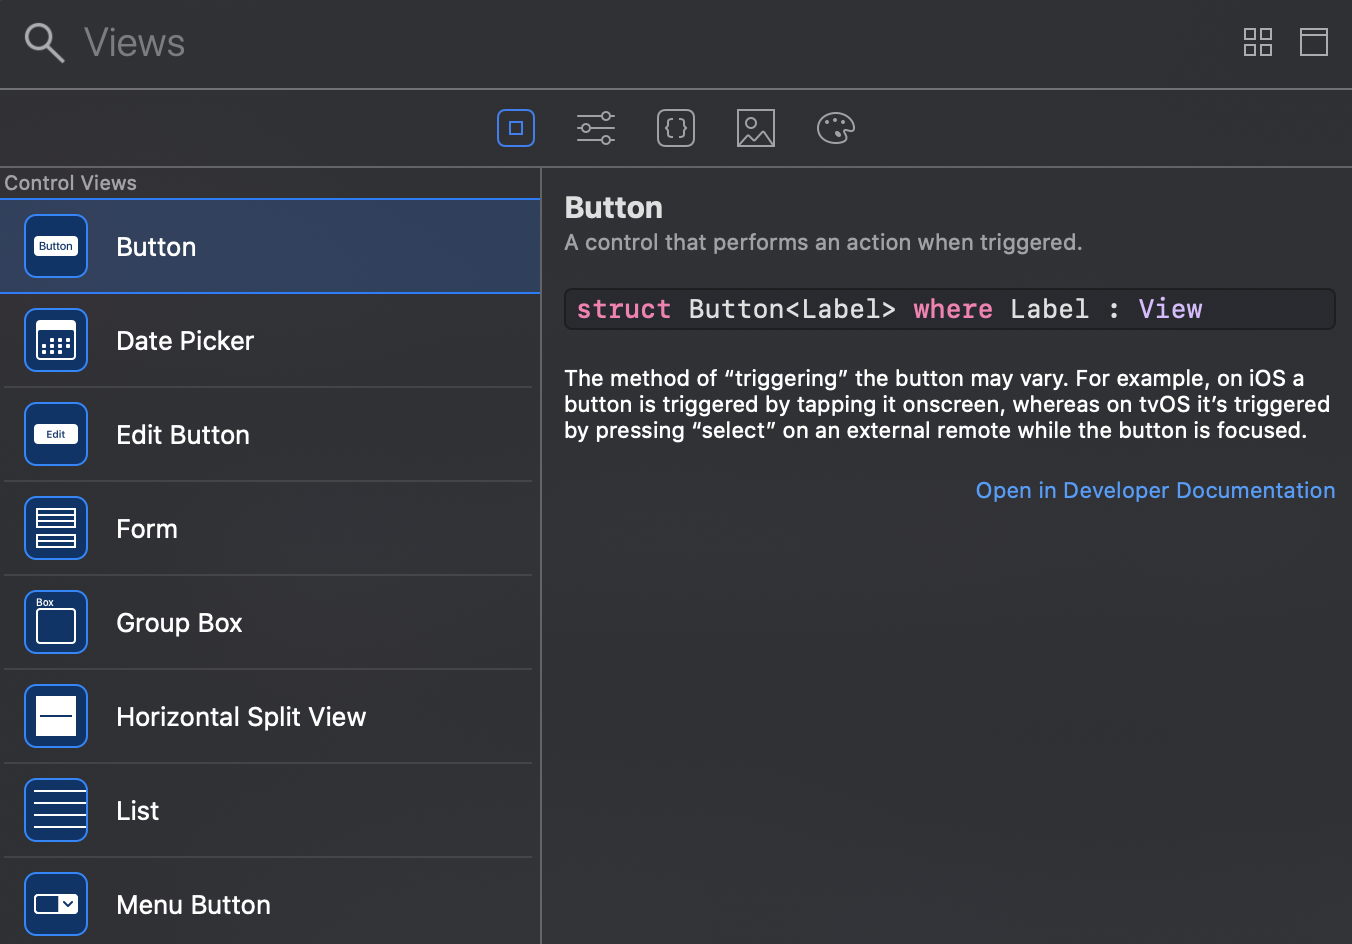 Views
Control Views
Button
Button
Date Picker
Edit
Edit Button
Form
Box
Group Box
Horizontal Split View
List
Menu Button
Button
A control that performs an action when triggered.
struct Button<Label> where Label : View
The method of “triggering” the button may vary. For example, on iOS a
button is triggered by tapping it onscreen, whereas on tvOS it’s triggered
by pressing “select” on an external remote while the button is focused.
Open in Developer Documentation